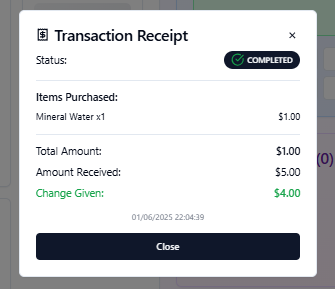 Transaction Receipt
Status: COMPLETED
Items Purchased:
Mineral Water x1 $1.00
Total Amount: $1.00
Amount Received: $5.00
Change Given: $4.00
01/06/2025 22:04:39
Close
(0)